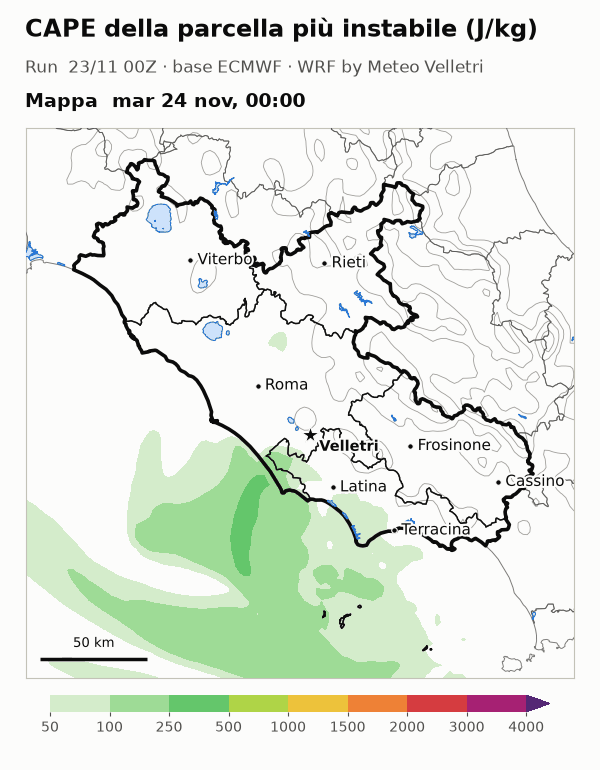 CAPE della parcella più instabile (J/kg)
Run  23/11 00Z · base ECMWF · WRF by Meteo Velletri
Mappa  mar 24 nov, 00:00
Viterbo
Rieti
Roma
Velletri
Frosinone
Cassino
Latina
Terracina
50 km
50 100 250 500 1000 1500 2000 3000 4000